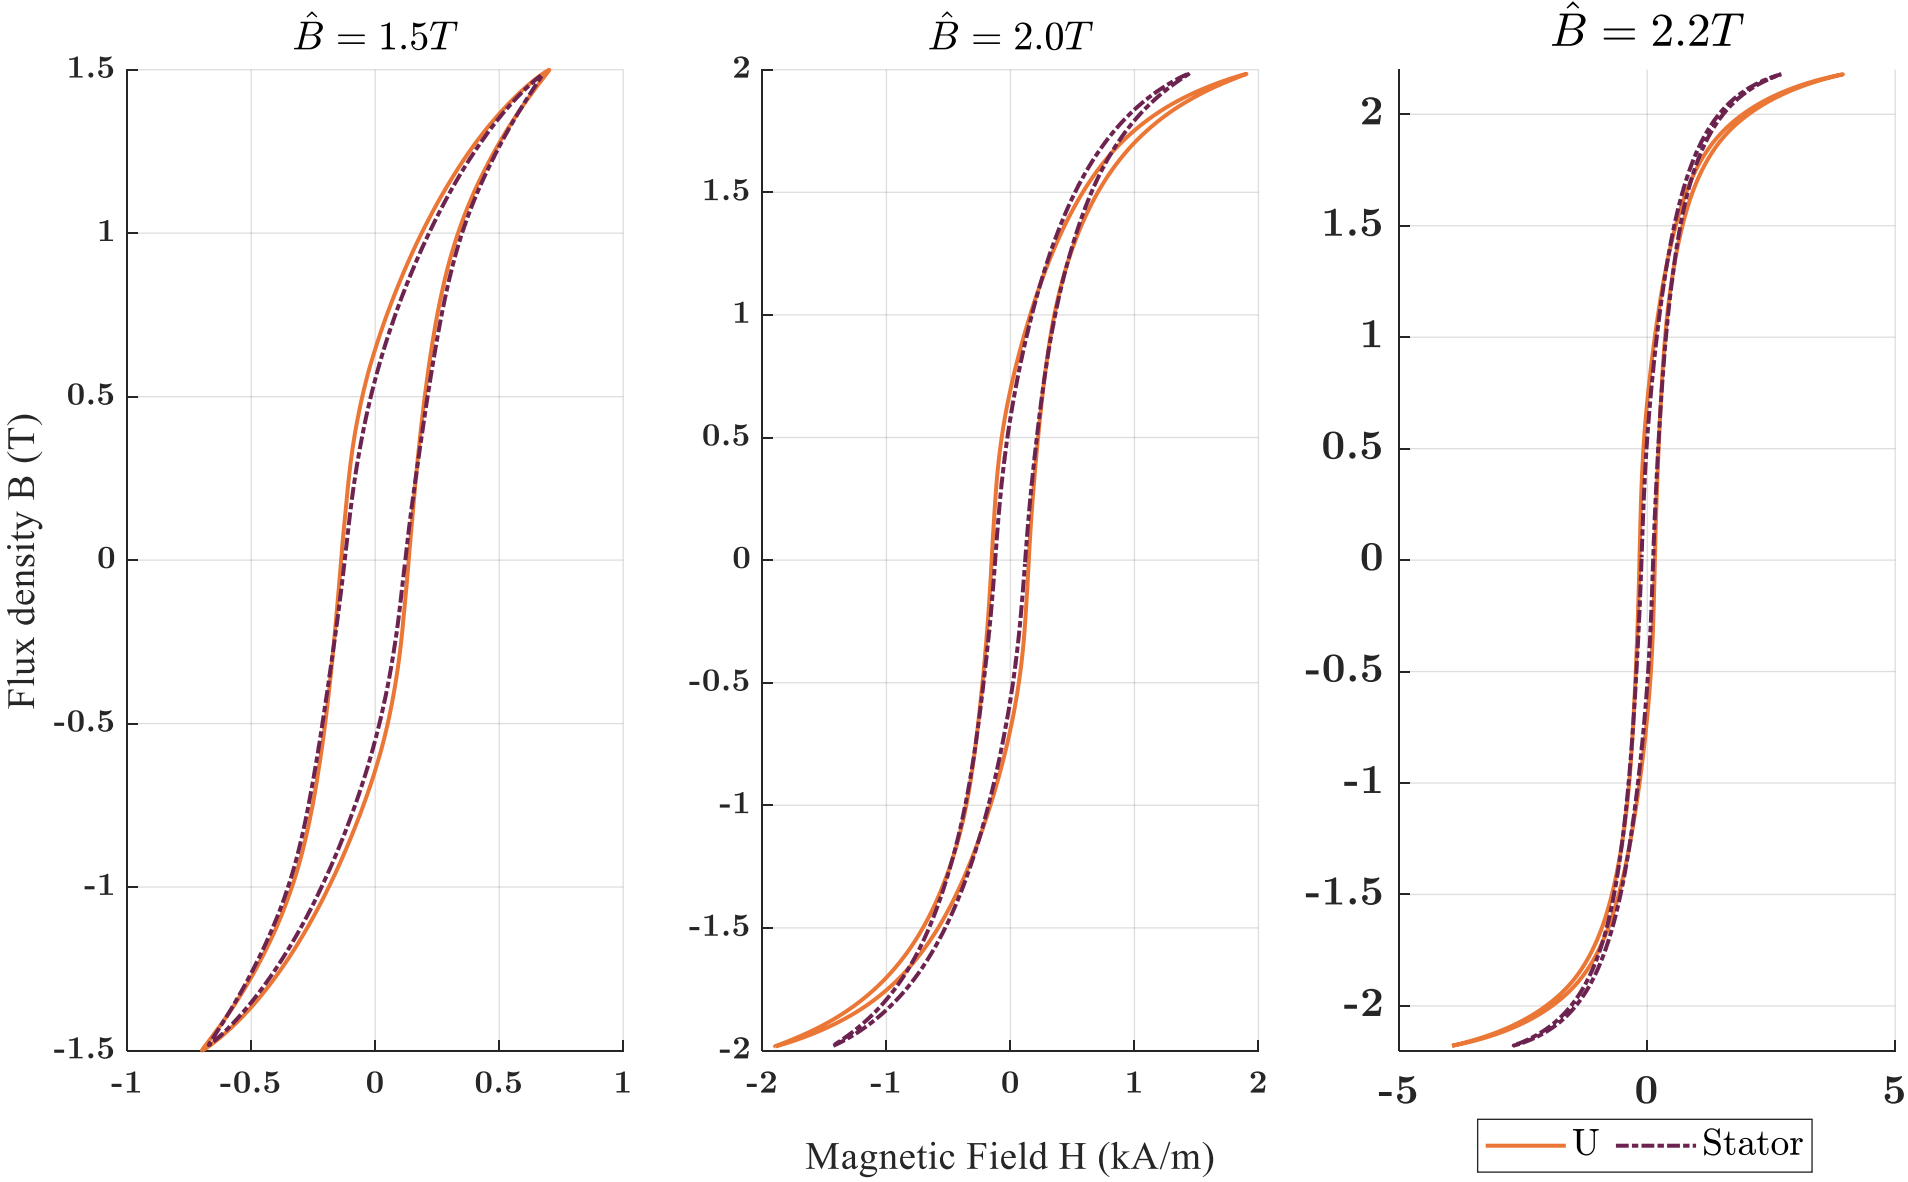 B̂ = 1.5T
B̂ = 2.0T
B̂ = 2.2T
Flux density B (T)
1.5
1
0.5
0
-0.5
-1
-1.5
-1 -0.5 0 0.5 1
2
1.5
1
0.5
0
-0.5
-1
-1.5
-2
-2 -1 0 1 2
2
1.5
1
0.5
0
-0.5
-1
-1.5
-2
-5 0 5
Magnetic Field H (kA/m)
U Stator